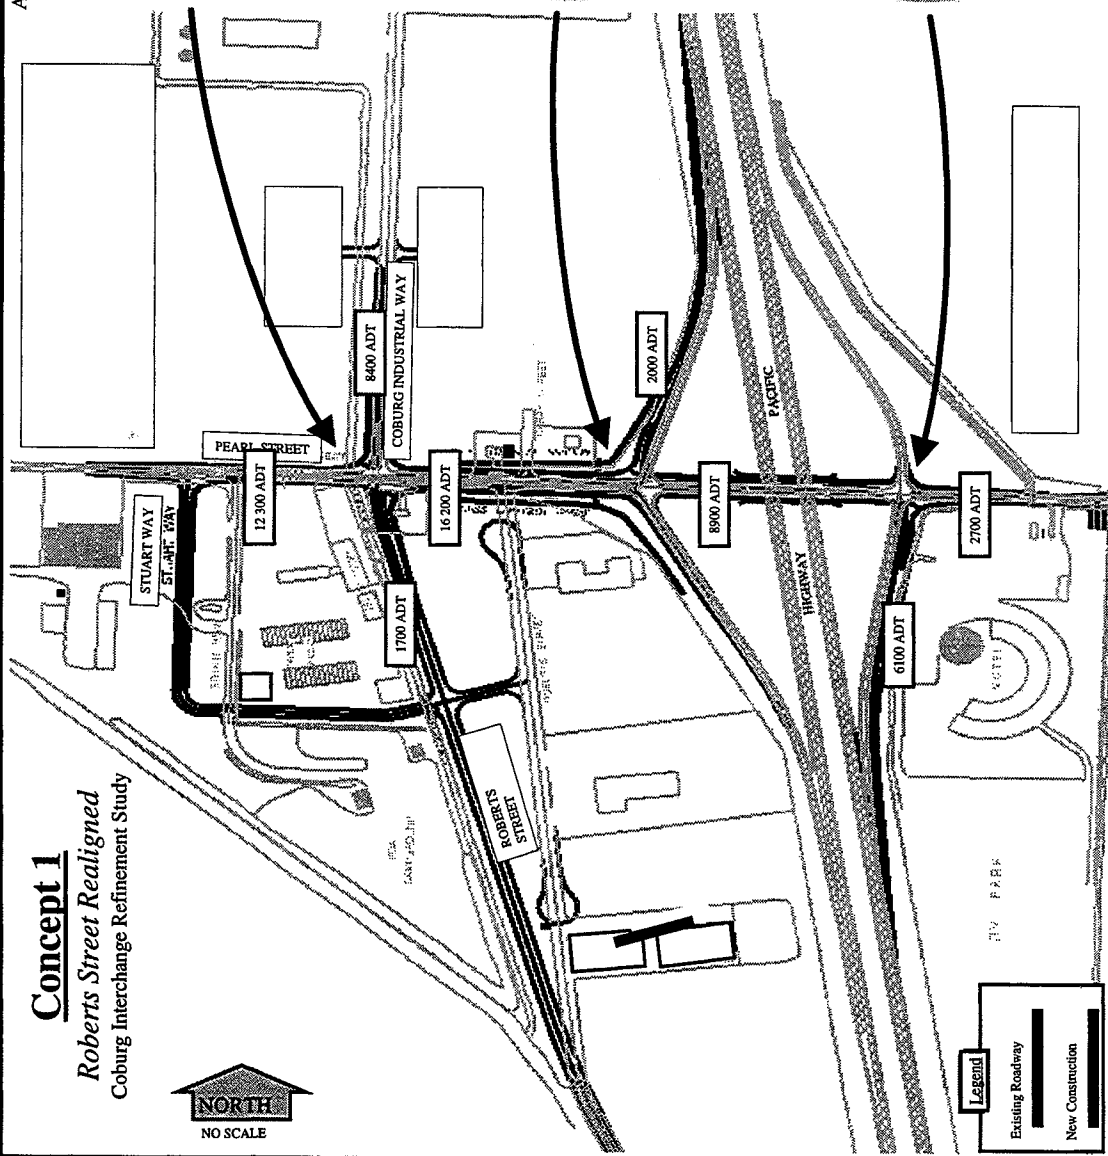 A
Concept 1
Roberts Street Realigned
Coburg Interchange Refinement Study
NORTH
NO SCALE
STUART WAY
PEARL STREET
12 300 ADT
8400 ADT
COBURG INDUSTRIAL WAY
16 200 ADT
1700 ADT
2000 ADT
8900 ADT
PACIFIC
HIGHWAY
2700 ADT
6100 ADT
ROBERTS
STREET
MOTEL
RV PARK
Legend
Existing Roadway
New Construction